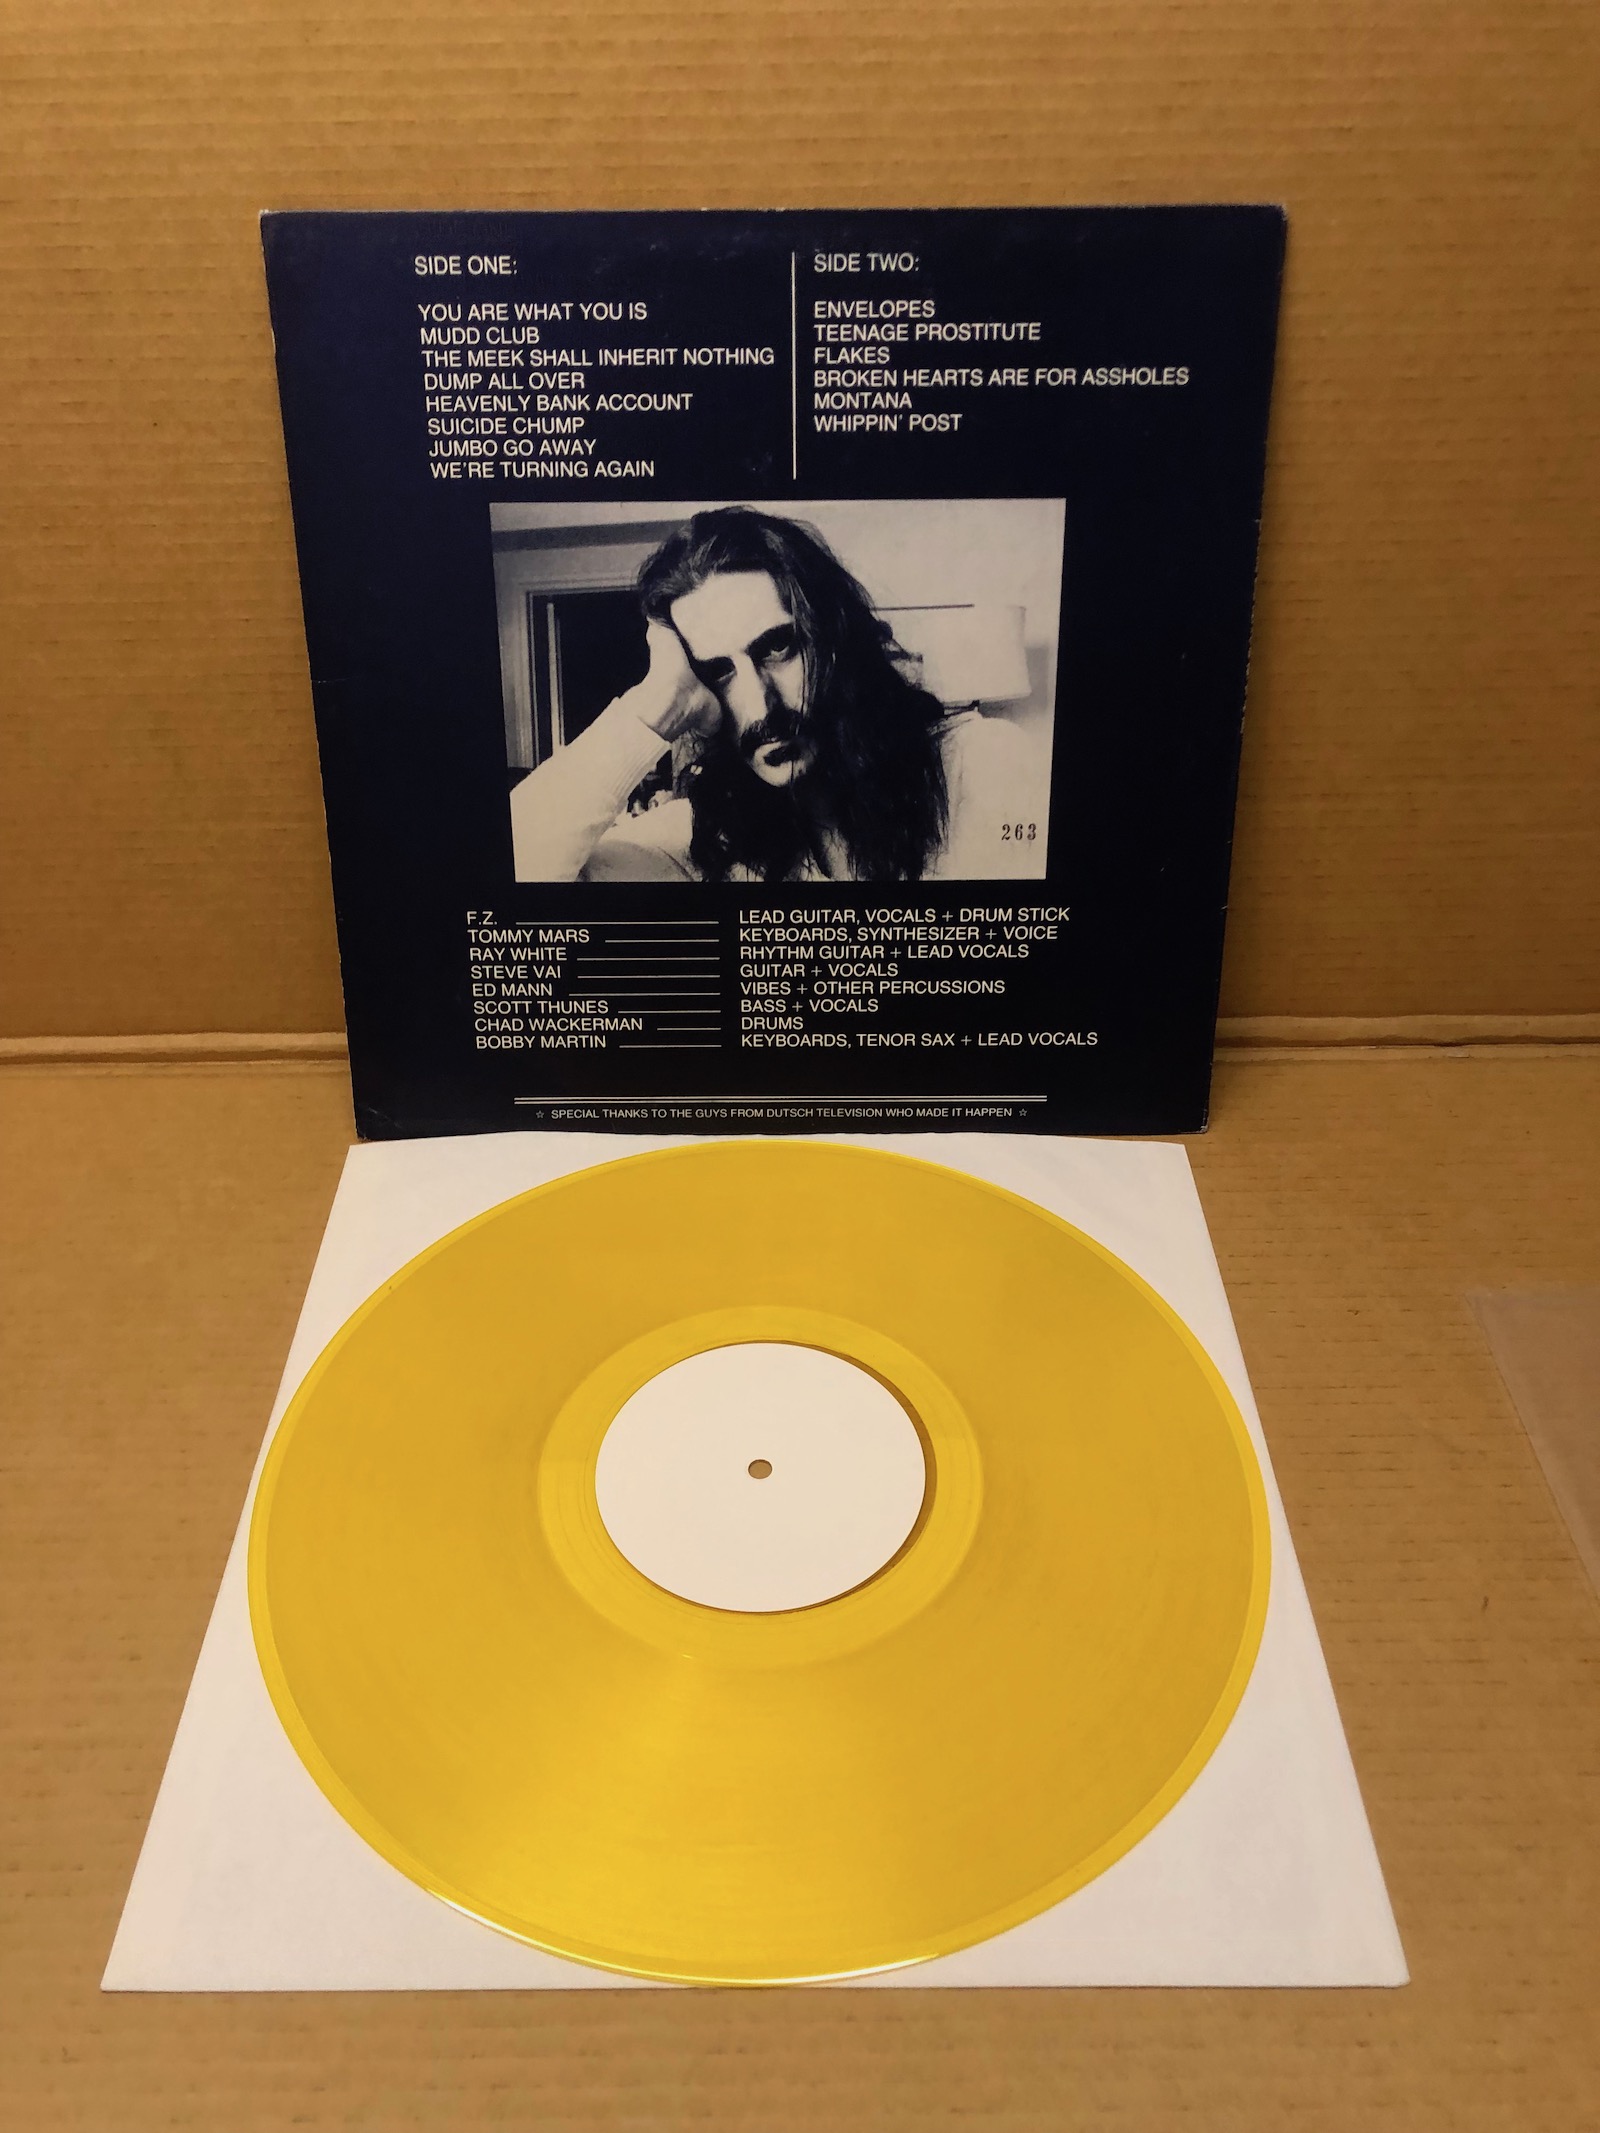 SIDE ONE:
YOU ARE WHAT YOU IS
MUDD CLUB
THE MEEK SHALL INHERIT NOTHING
DUMP ALL OVER
HEAVENLY BANK ACCOUNT
SUICIDE CHUMP
JUMBO GO AWAY
WE'RE TURNING AGAIN
SIDE TWO:
ENVELOPES
TEENAGE PROSTITUTE
FLAKES
BROKEN HEARTS ARE FOR ASSHOLES
MONTANA
WHIPPIN' POST
263
F.Z. LEAD GUITAR, VOCALS + DRUM STICK
TOMMY MARS KEYBOARDS, SYNTHESIZER + VOICE
RAY WHITE RHYTHM GUITAR + LEAD VOCALS
STEVE VAI GUITAR + VOCALS
ED MANN VIBES + OTHER PERCUSSIONS
SCOTT THUNES BASS + VOCALS
CHAD WACKERMAN DRUMS
BOBBY MARTIN KEYBOARDS, TENOR SAX + LEAD VOCALS
☆ SPECIAL THANKS TO THE GUYS FROM DUTSCH TELEVISION WHO MADE IT HAPPEN ☆